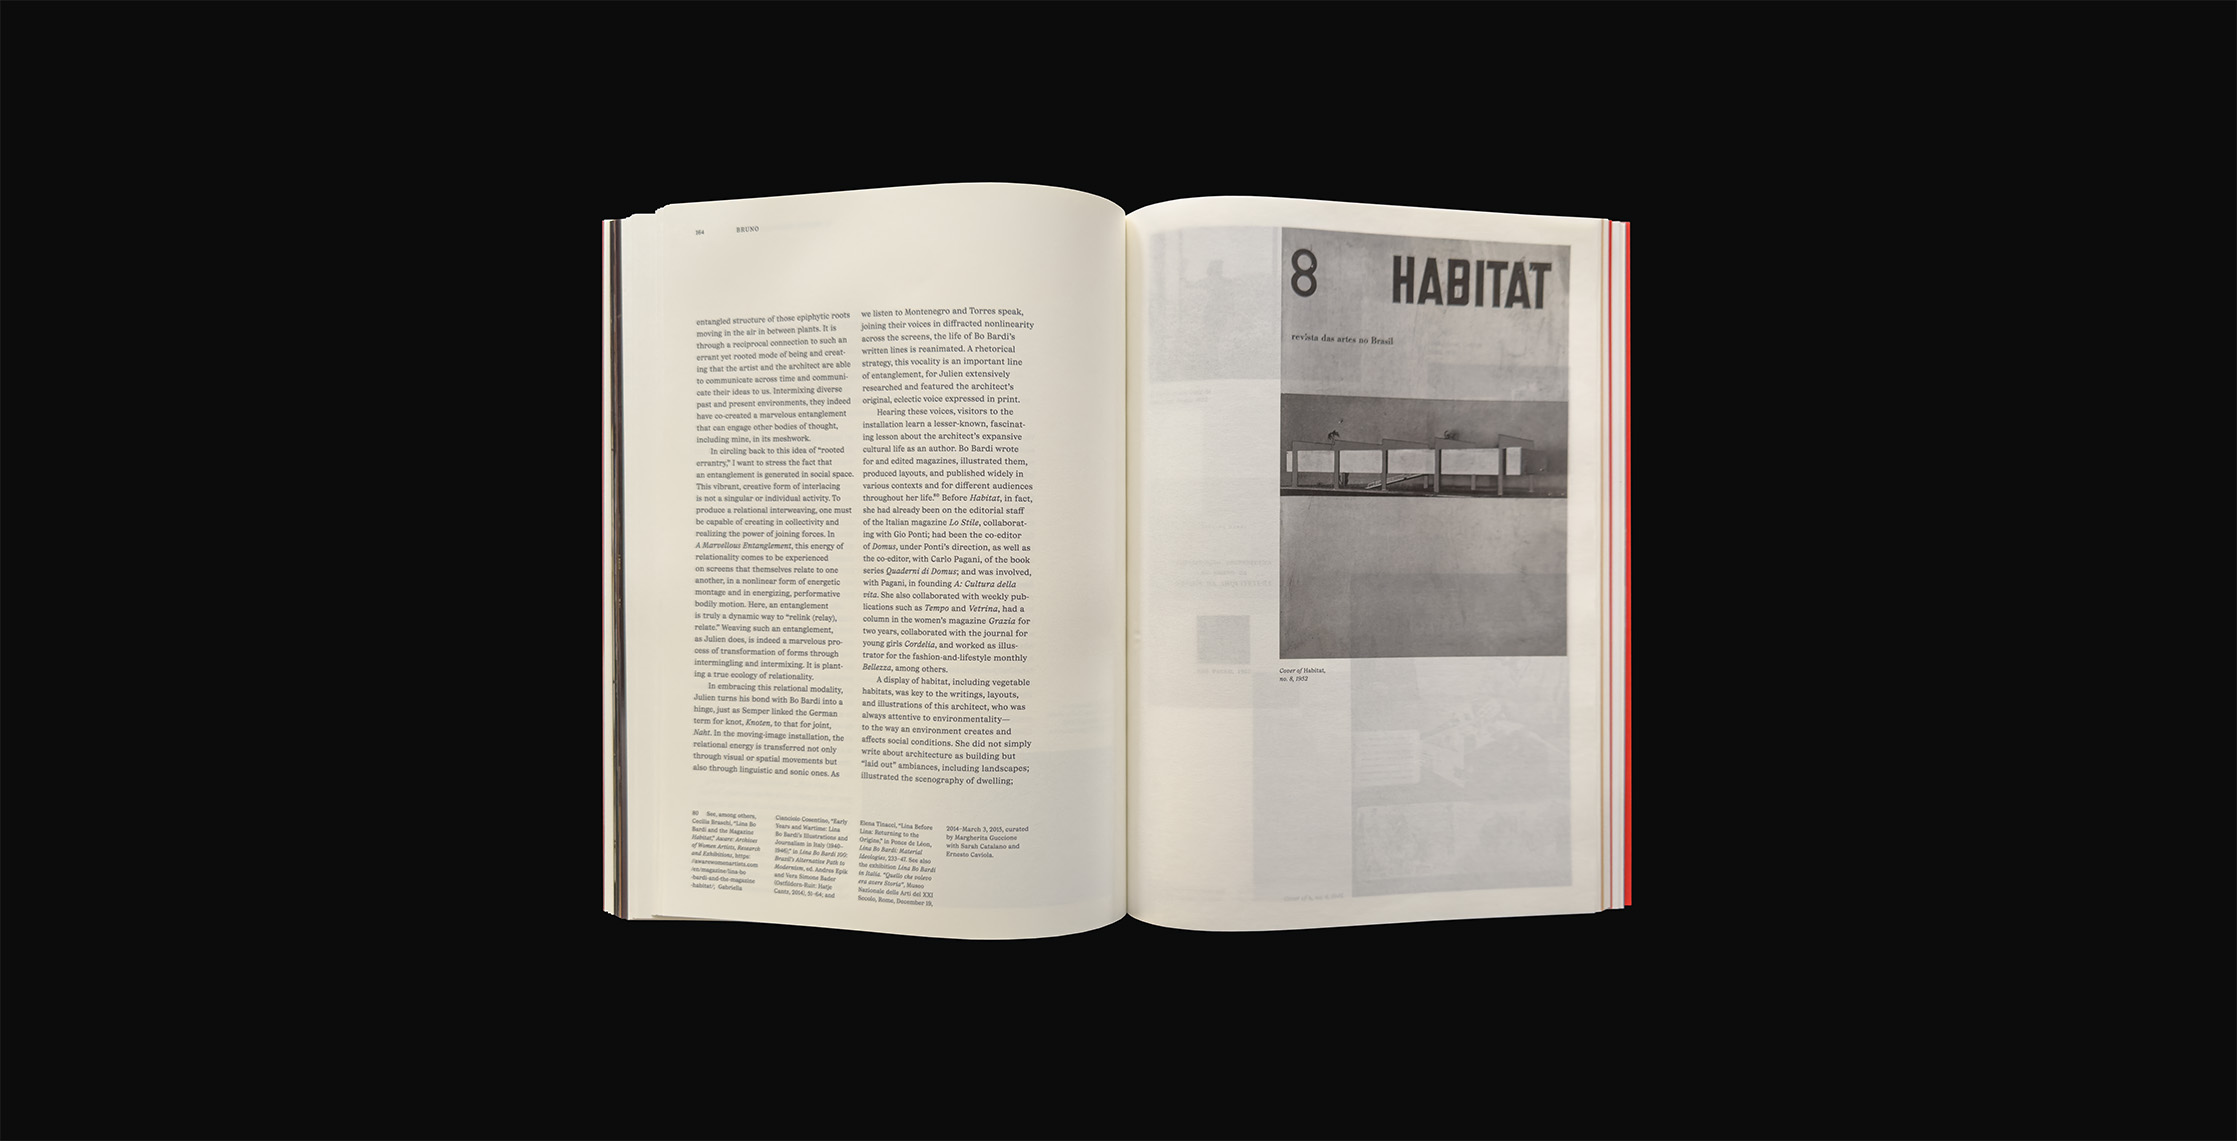 164 BRUNO
entangled structure of those epiphytic roots
moving in the air in between plants. It is
through a reciprocal connection to such an
errant yet rooted mode of being and creat-
ing that the artist and the architect are able
to communicate across time and communi-
cate their ideas to us. Intermixing diverse
past and present environments, they indeed
have co-created a marvelous entanglement
that can engage other bodies of thought,
including mine, in its meshwork.
In circling back to this idea of “rooted
errantry,” I want to stress the fact that
an entanglement is generated in social space.
This vibrant, creative form of interlacing
is not a singular or individual activity. To
produce a relational interweaving, one must
be capable of creating in collectivity and
realizing the power of joining forces. In
A Marvellous Entanglement, this energy of
relationality comes to be experienced
on screens that themselves relate to one
another, in a nonlinear form of energetic
montage and in energizing, performative
bodily motion. Here, an entanglement
is truly a dynamic way to “relink (relay),
relate.” Weaving such an entanglement,
as Julien does, is indeed a marvelous pro-
cess of transformation of forms through
intermingling and intermixing. It is plant-
ing a true ecology of relationality.
In embracing this relational modality,
Julien turns his bond with Bo Bardi into a
hinge, just as Semper linked the German
term for knot, Knoten, to that for joint,
Naht. In the moving-image installation, the
relational energy is transferred not only
through visual or spatial movements but
also through linguistic and sonic ones. As
we listen to Montenegro and Torres speak,
joining their voices in diffracted nonlinearity
across the screens, the life of Bo Bardi’s
written lines is reanimated. A rhetorical
strategy, this vocality is an important line
of entanglement, for Julien extensively
researched and featured the architect’s
original, eclectic voice expressed in print.
Hearing these voices, visitors to the
installation learn a lesser-known, fascinat-
ing lesson about the architect’s expansive
cultural life as an author. Bo Bardi wrote
for and edited magazines, illustrated them,
produced layouts, and published widely in
various contexts and for different audiences
throughout her life.80 Before Habitat, in fact,
she had already been on the editorial staff
of the Italian magazine Lo Stile, collaborat-
ing with Gio Ponti; had been the co-editor
of Domus, under Ponti’s direction, as well as
the co-editor, with Carlo Pagani, of the book
series Quaderni di Domus; and was involved,
with Pagani, in founding A: Cultura della
vita. She also collaborated with weekly pub-
lications such as Tempo and Vetrina, had a
column in the women’s magazine Grazia for
two years, collaborated with the journal for
young girls Cordelia, and worked as illus-
trator for the fashion-and-lifestyle monthly
Bellezza, among others.
A display of habitat, including vegetable
habitats, was key to the writings, layouts,
and illustrations of this architect, who was
always attentive to environmentality—
to the way an environment creates and
affects social conditions. She did not simply
write about architecture as building but
“laid out” ambiances, including landscapes;
illustrated the scenography of dwelling;
80 See, among others,
Cecilia Braschi, “Lina Bo
Bardi and the Magazine
Habitat,” Aware: Archives
of Women Artists, Research
and Exhibitions, https:
//awarewomenartists.com
/en/magazine/lina-bo
-bardi-and-the-magazine
-habitat/; Gabriella
Cianciolo Cosentino, “Early
Years and Wartime: Lina
Bo Bardi’s Illustrations and
Journalism in Italy (1940–
1946),” in Lina Bo Bardi 100:
Brazil’s Alternative Path to
Modernism, ed. Andres Lepik
and Vera Simone Bader
(Ostfildern-Ruit: Hatje
Cantz, 2014), 51–64; and
Elena Tinacci, “Lina Before
Lina: Returning to the
Origins,” in Ponce de León,
Lina Bo Bardi: Material
Ideologies, 233–47. See also
the exhibition Lina Bo Bardi
in Italia. “Quello che volevo
era avere Storia”, Museo
Nazionale delle Arti del XXI
Secolo, Rome, December 19,
2014–March 3, 2015, curated
by Margherita Guccione
with Sarah Catalano and
Ernesto Caviola.
8 HABITAT
revista das artes no Brasil
Cover of Habitat,
no. 8, 1952